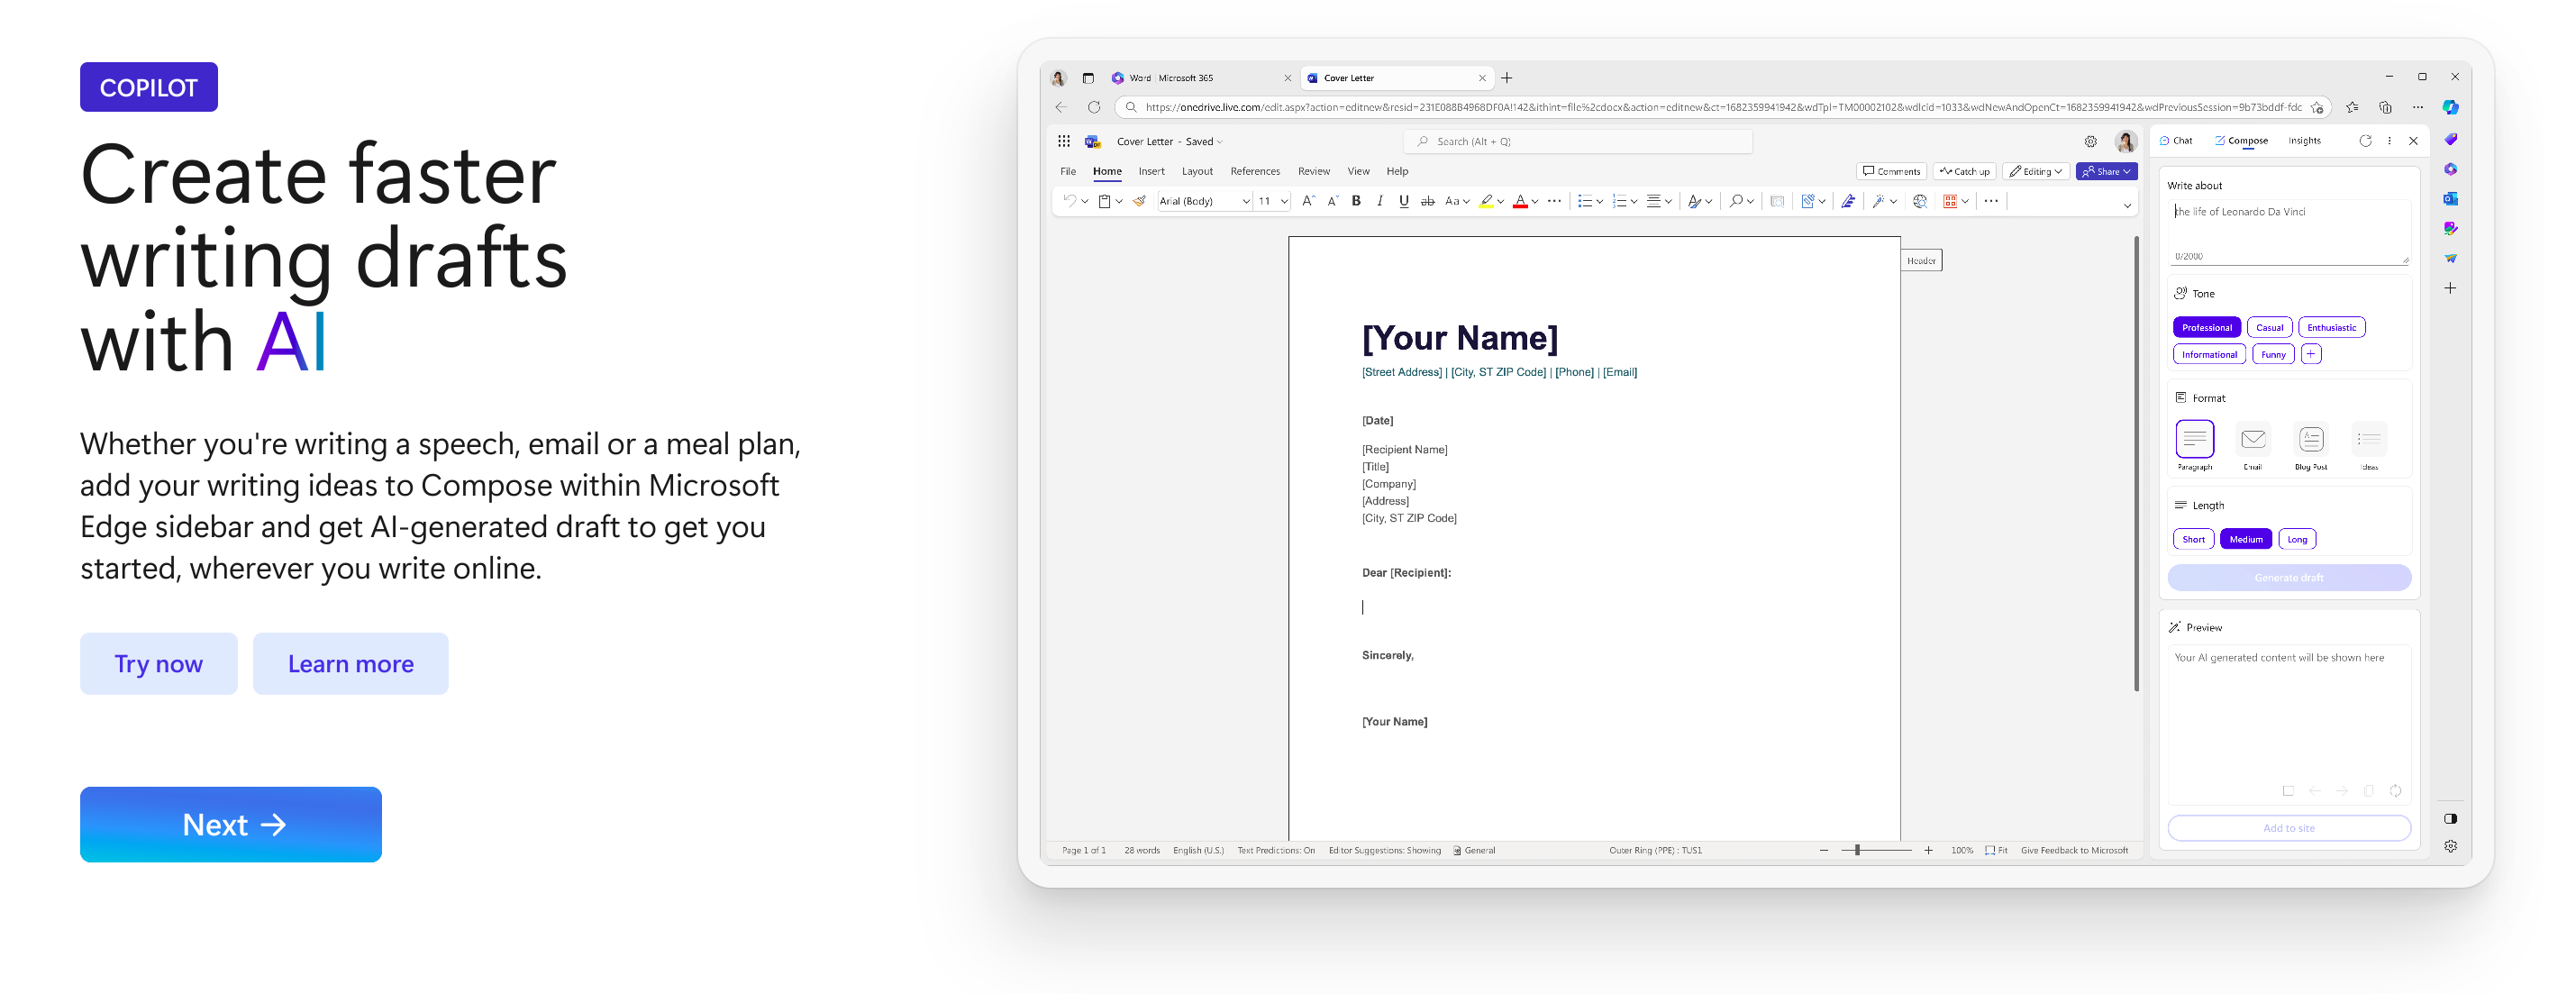 COPILOT
Create faster
writing drafts
with AI
Whether you're writing a speech, email or a meal plan,
add your writing ideas to Compose within Microsoft
Edge sidebar and get AI-generated draft to get you
started, wherever you write online.
Try now
Learn more
Next →
Word | Microsoft 365
Cover Letter
https://onedrive.live.com/edit.aspx?action=editnew&resid=231E088B4968DF0A!142&ithint=file%2cdocx&action=editnew&ct=1682359941942&wdTpl=TM00002102&wdlcid=1033&wdNewAndOpenCt=1682359941942&wdPreviousSession=9b73bddf-fdc
Cover Letter - Saved
Search (Alt + Q)
File Home Insert Layout References Review View Help
Comments Catch up Editing Share
Arial (Body) 11 A A B I U ab Aa A
Header
[Your Name]
[Street Address] | [City, ST ZIP Code] | [Phone] | [Email]
[Date]
[Recipient Name]
[Title]
[Company]
[Address]
[City, ST ZIP Code]
Dear [Recipient]:
Sincerely,
[Your Name]
Page 1 of 1 28 words English (U.S.) Text Predictions: On Editor Suggestions: Showing General Outer Ring (PPE) : TUS1 100% Fit Give Feedback to Microsoft
Chat Compose Insights
Write about
the life of Leonardo Da Vinci
0/2000
Tone
Professional Casual Enthusiastic
Informational Funny +
Format
Paragraph Email Blog Post Ideas
Length
Short Medium Long
Generate draft
Preview
Your AI generated content will be shown here
Add to site